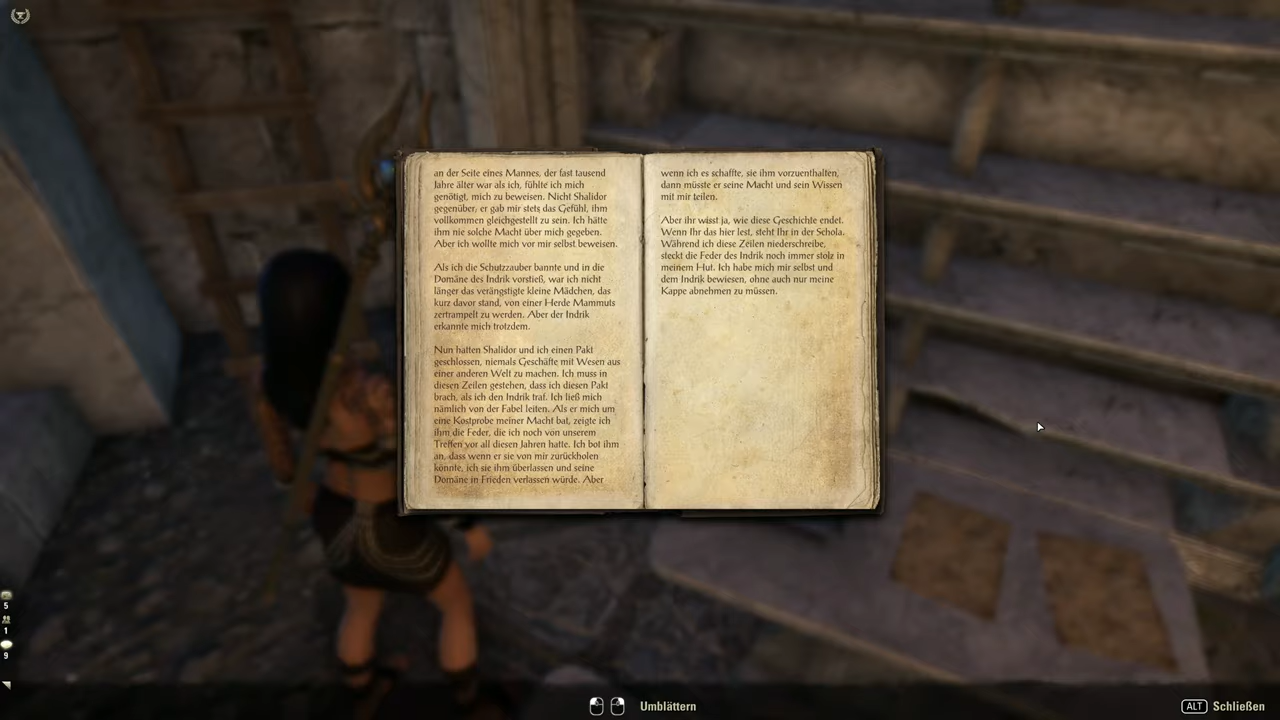 an der Seite eines Mannes, der fast tausend
Jahre älter war als ich, fühlte ich mich
genötigt, mich zu beweisen. Nicht Shalidor
gegenüber, er gab mir stets das Gefühl, ihm
vollkommen gleichgestellt zu sein. Ich hätte
ihm nie solche Macht über mich gegeben.
Aber ich wollte mich vor mir selbst beweisen.
Als ich die Schutzzauber bannte und in die
Domäne des Indrik vorstieß, war ich nicht
länger das verängstigte kleine Mädchen, das
kurz davor stand, von einer Herde Mammuts
zertrampelt zu werden. Aber der Indrik
erkannte mich trotzdem.
Nun hatten Shalidor und ich einen Pakt
geschlossen, niemals Geschäfte mit Wesen aus
einer anderen Welt zu machen. Ich muss in
diesen Zeilen gestehen, dass ich diesen Pakt
brach, als ich den Indrik traf. Ich ließ mich
nämlich von der Fabel leiten. Als er mich um
eine Kostprobe meiner Macht bat, zeigte ich
ihm die Feder, die ich noch von unserem
Treffen vor all diesen Jahren hatte. Ich bot ihm
an, dass wenn er sie von mir zurückholen
könnte, ich sie ihm überlassen und seine
Domäne in Frieden verlassen würde. Aber
wenn ich es schaffte, sie ihm vorzuenthalten,
dann müsste er seine Macht und sein Wissen
mit mir teilen.
Aber ihr wisst ja, wie diese Geschichte endet.
Wenn Ihr das hier lest, steht Ihr in der Schola.
Während ich diese Zeilen niederschreibe,
steckt die Feder des Indrik noch immer stolz in
meinem Hut. Ich habe mich mir selbst und
dem Indrik bewiesen, ohne auch nur meine
Kappe abnehmen zu müssen.
5
1
9
Umblättern
ALT Schließen